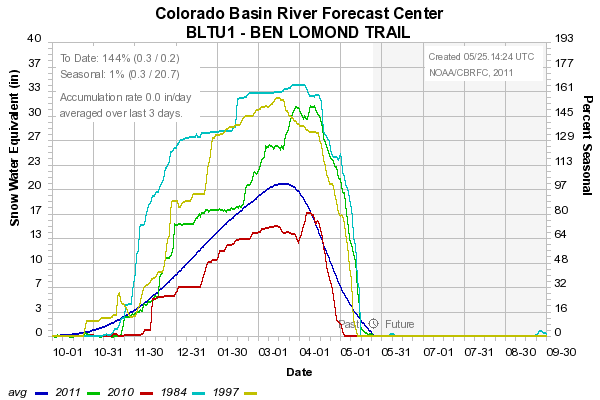 Colorado Basin River Forecast Center
BLTU1 - BEN LOMOND TRAIL
40
37
33
30
27
23
20
17
13
10
7
3
0
Snow Water Equivalent (in)
To Date: 144% (0.3 / 0.2)
Seasonal: 1% (0.3 / 20.7)
Accumulation rate 0.0 in/day
averaged over last 3 days.
Created 05/25.14:24 UTC
NOAA/CBRFC, 2011
193
177
161
145
129
113
97
80
64
48
32
16
0
Percent Seasonal
Past
Future
10-01 10-31 11-30 12-31 01-30 03-01 04-01 05-01 05-31 07-01 07-31 08-30 09-30
Date
avg 2011 2010 1984 1997